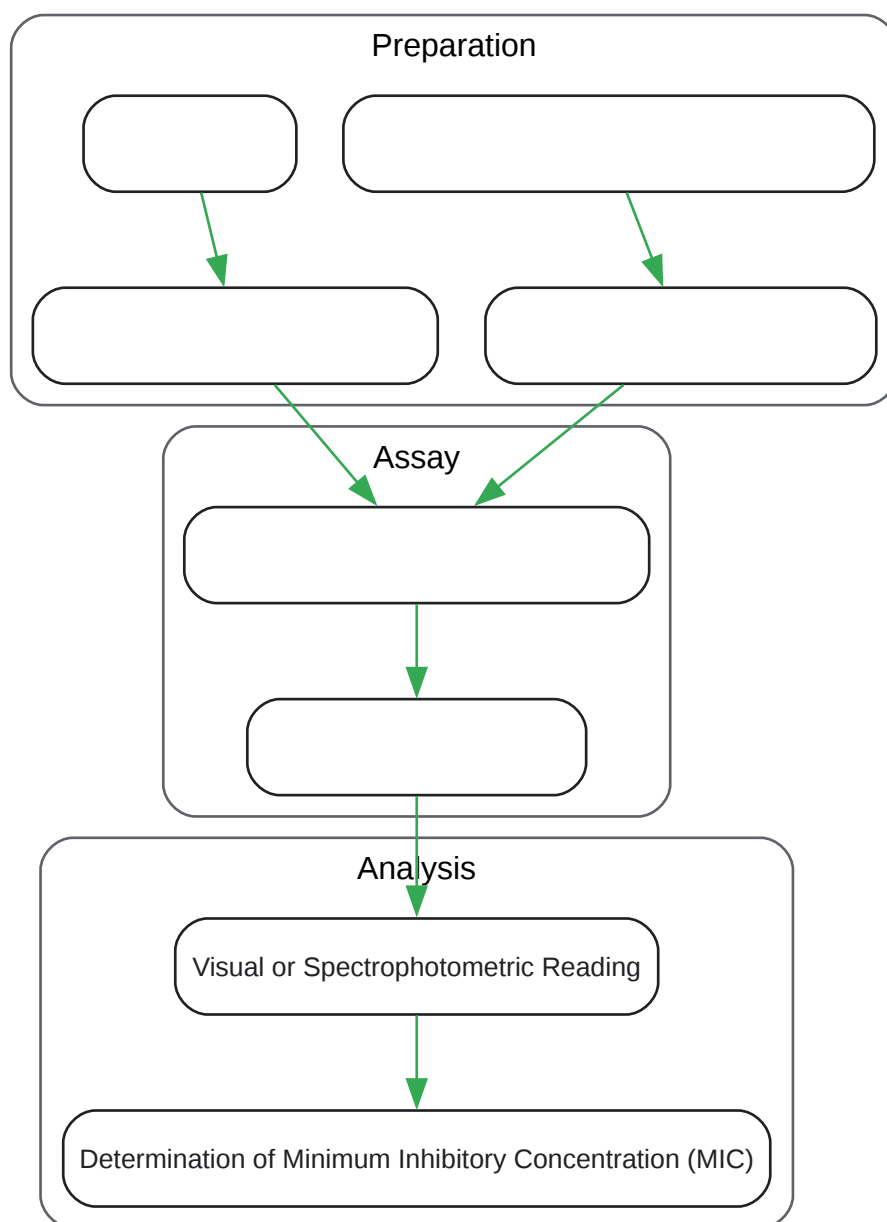 Preparation
Assay
Analysis
Visual or Spectrophotometric Reading
Determination of Minimum Inhibitory Concentration (MIC)